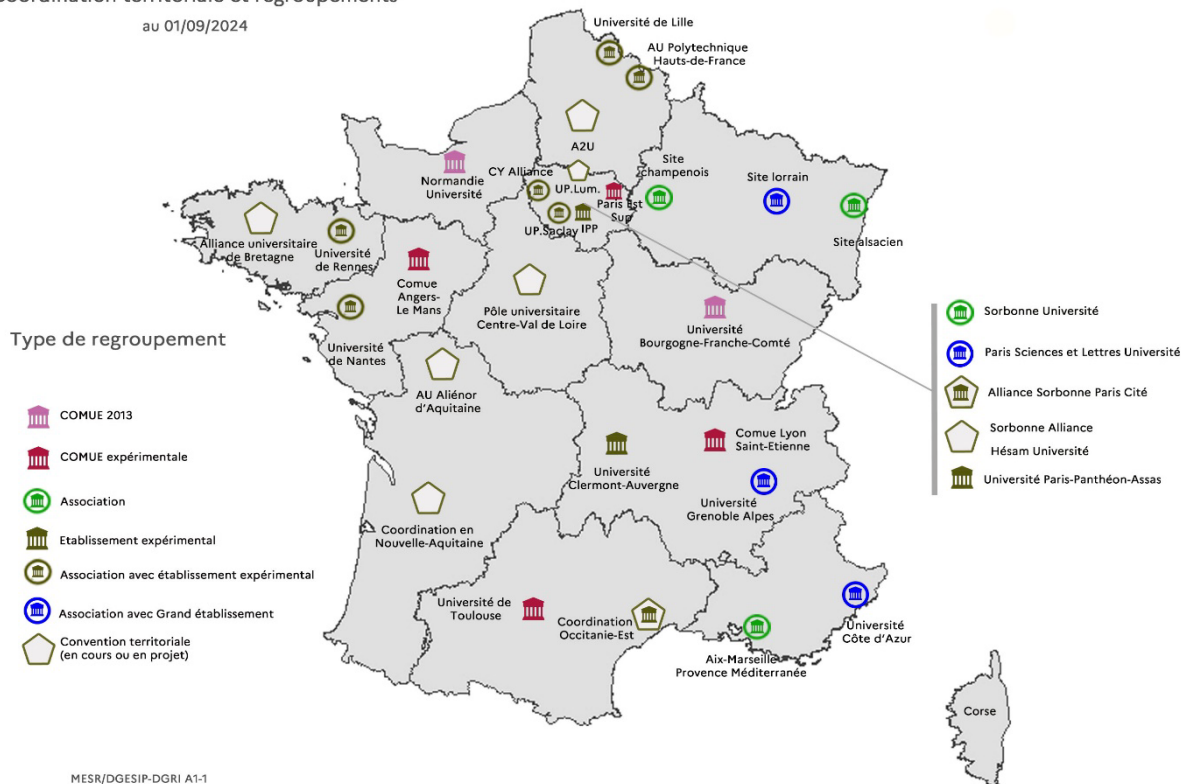 oordination territoriale et regroupements
au 01/09/2024
Université de Lille
AU Polytechnique
Hauts-de-France
A2U
Site
champenois
Site lorrain
Site alsacien
CY Alliance
UP.Lum.
Paris Est
Sup
UP.Saclay
IPP
Normandie
Université
Alliance universitaire
de Bretagne
Université
de Rennes
Comue
Angers-
Le Mans
Pôle universitaire
Centre-Val de Loire
Université
Bourgogne-Franche-Comté
Université
de Nantes
AU Aliénor
d'Aquitaine
Université
Clermont-Auvergne
Comue Lyon
Saint-Etienne
Université
Grenoble Alpes
Coordination en
Nouvelle-Aquitaine
Université de
Toulouse
Coordination
Occitanie-Est
Université
Côte d'Azur
Aix-Marseille
Provence Méditerranée
Corse
Type de regroupement
COMUE 2013
COMUE expérimentale
Association
Etablissement expérimental
Association avec établissement expérimental
Association avec Grand établissement
Convention territoriale
(en cours ou en projet)
Sorbonne Université
Paris Sciences et Lettres Université
Alliance Sorbonne Paris Cité
Sorbonne Alliance
Hésam Université
Université Paris-Panthéon-Assas
MESR/DGESIP-DGRI A1-1